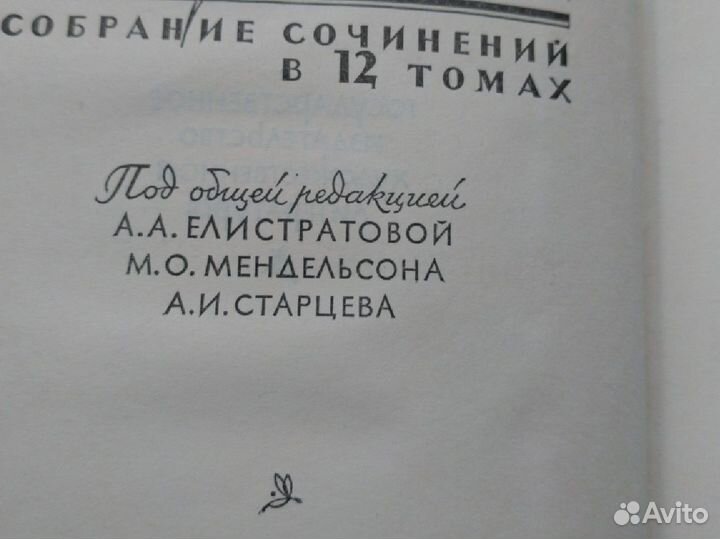 СОБРАНИЕ СОЧИНЕНИЙ
В 12 ТОМАХ
Под общей редакцией
А.А. ЕЛИСТРАТОВОЙ
М.О. МЕНДЕЛЬСОНА
А.И. СТАРЦЕВА
Avito